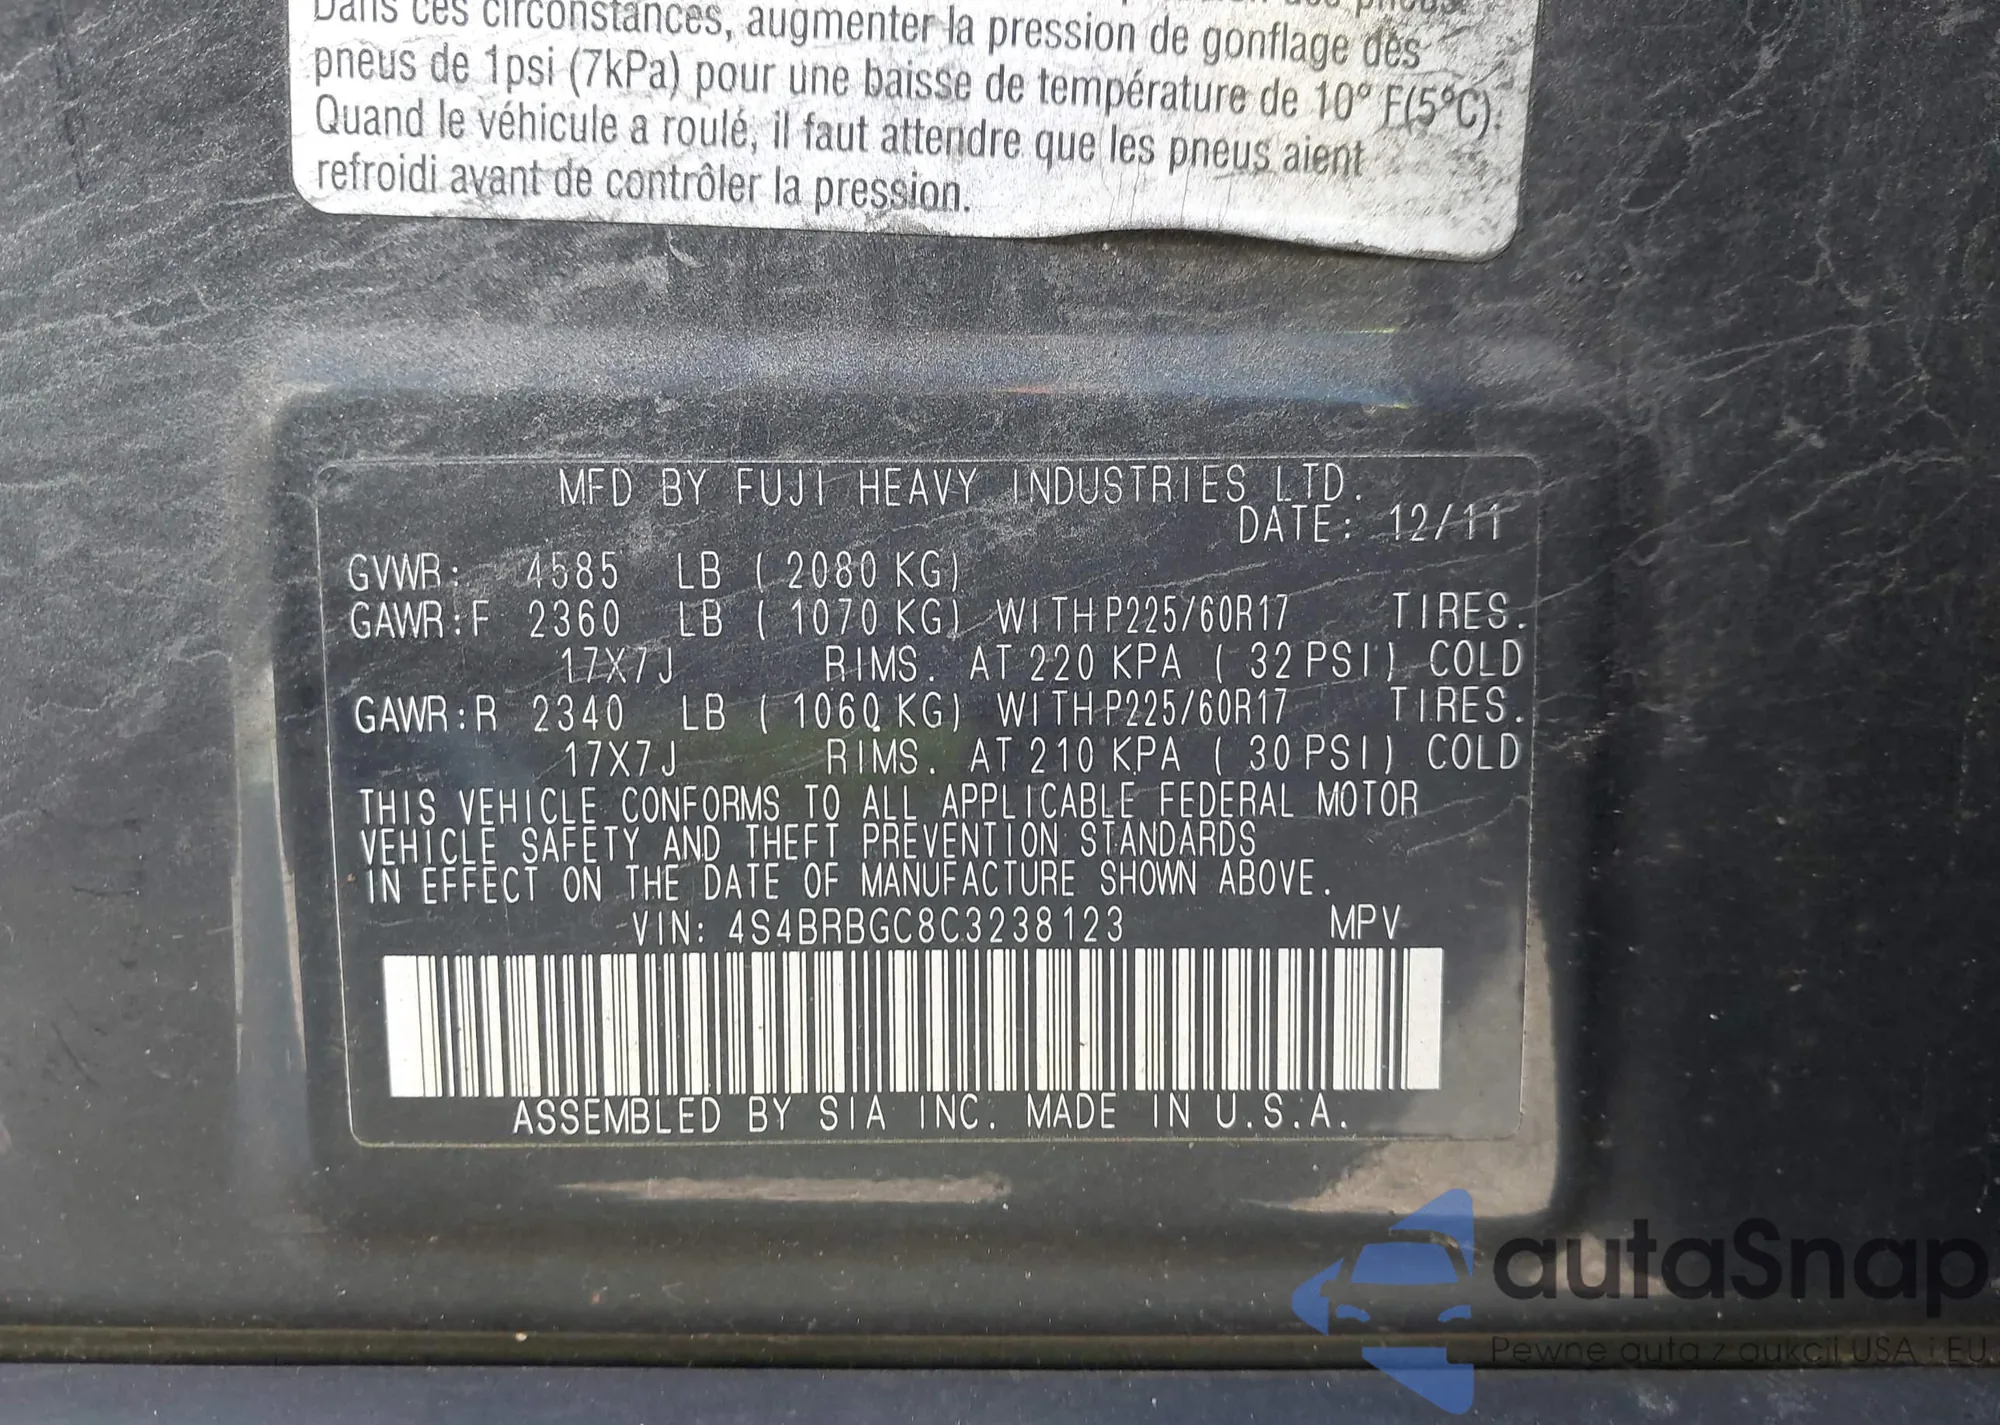 Dans ces circonstances, augmenter la pression de gonflage des
pneus de 1psi (7kPa) pour une baisse de température de 10° F(5°C).
Quand le véhicule a roulé, il faut attendre que les pneus aient
refroidi avant de contrôler la pression.
MFD BY FUJI HEAVY INDUSTRIES LTD.
DATE: 12/11
GVWR: 4585 LB ( 2080 KG)
GAWR:F 2360 LB ( 1070 KG) WITH P225/60R17 TIRES.
17X7J RIMS. AT 220 KPA ( 32 PSI) COLD
GAWR:R 2340 LB ( 1060 KG) WITH P225/60R17 TIRES.
17X7J RIMS. AT 210 KPA ( 30 PSI) COLD
THIS VEHICLE CONFORMS TO ALL APPLICABLE FEDERAL MOTOR
VEHICLE SAFETY AND THEFT PREVENTION STANDARDS
IN EFFECT ON THE DATE OF MANUFACTURE SHOWN ABOVE.
VIN: 4S4BRBGC8C3238123 MPV
ASSEMBLED BY SIA INC. MADE IN U.S.A.
autaSnap
Pewne auta z aukcji USA i EU